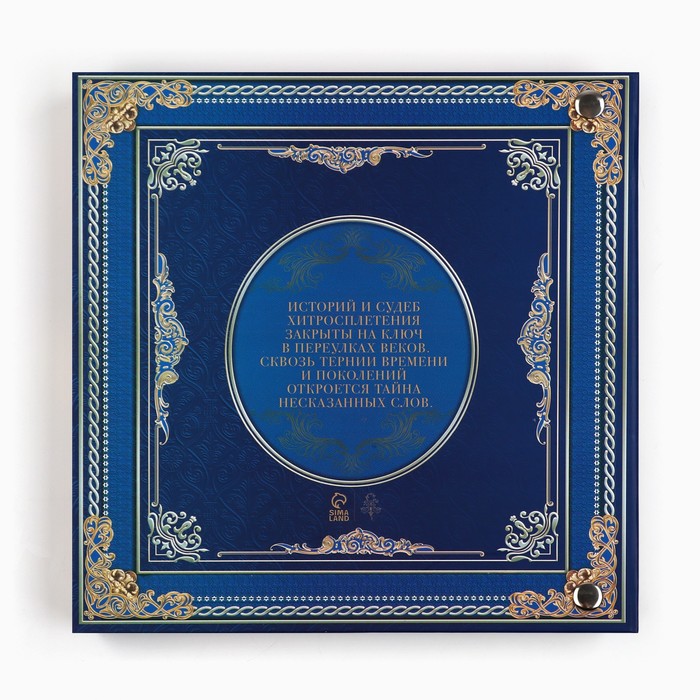 ИСТОРИЙ И СУДЕБ
ХИТРОСПЛЕТЕНИЯ
ЗАКРЫТЫ НА КЛЮЧ
В ПЕРЕУЛКАХ ВЕКОВ.
СКВОЗЬ ТЕРНИИ ВРЕМЕНИ
И ПОКОЛЕНИЙ
ОТКРОЕТСЯ ТАЙНА
НЕСКАЗАННЫХ СЛОВ.
SIMA
LAND